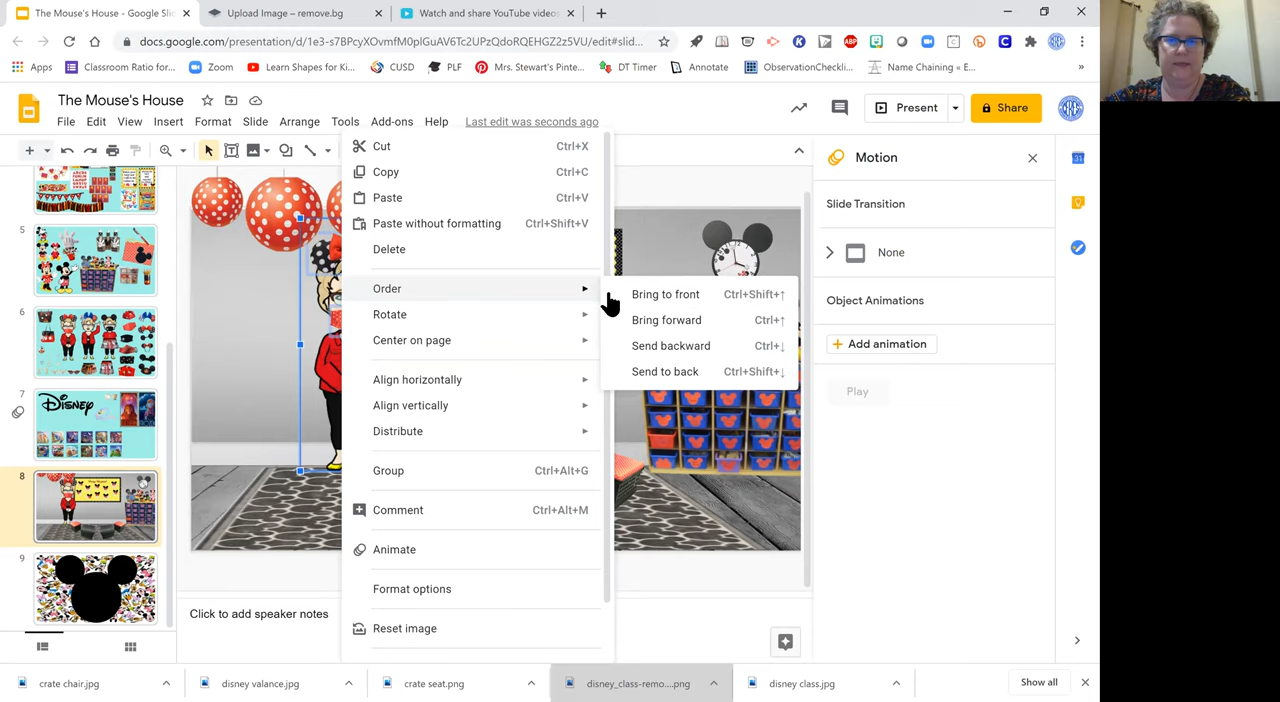 The Mouse's House - Google Slid
Upload Image – remove.bg
Watch and share YouTube videos
docs.google.com/presentation/d/1e3-s7BPcyXOvmfM0plGuAV6Tc3UPzQdoRQEHGZ2z5VU/edit#slid...
Apps
Classroom Ratio for...
Zoom
Learn Shapes for Ki...
CUSD
PLF
Mrs. Stewart's Pinte...
DT Timer
Annotate
ObservationCheckli...
Name Chaining « E...
The Mouse's House
File Edit View Insert Format Slide Arrange Tools Add-ons Help Last edit was seconds ago
Present
Share
Cut Ctrl+X
Copy Ctrl+C
Paste Ctrl+V
Paste without formatting Ctrl+Shift+V
Delete
Order
Rotate
Center on page
Align horizontally
Align vertically
Distribute
Group Ctrl+Alt+G
Comment Ctrl+Alt+M
Animate
Format options
Reset image
Bring to front Ctrl+Shift+↑
Bring forward Ctrl+↑
Send backward Ctrl+↓
Send to back Ctrl+Shift+↓
Motion
Slide Transition
None
Object Animations
+ Add animation
Play
5
6
7
Disney
8
9
Click to add speaker notes
crate chair.jpg
disney valance.jpg
crate seat.png
disney_class-remo....png
disney class.jpg
Show all